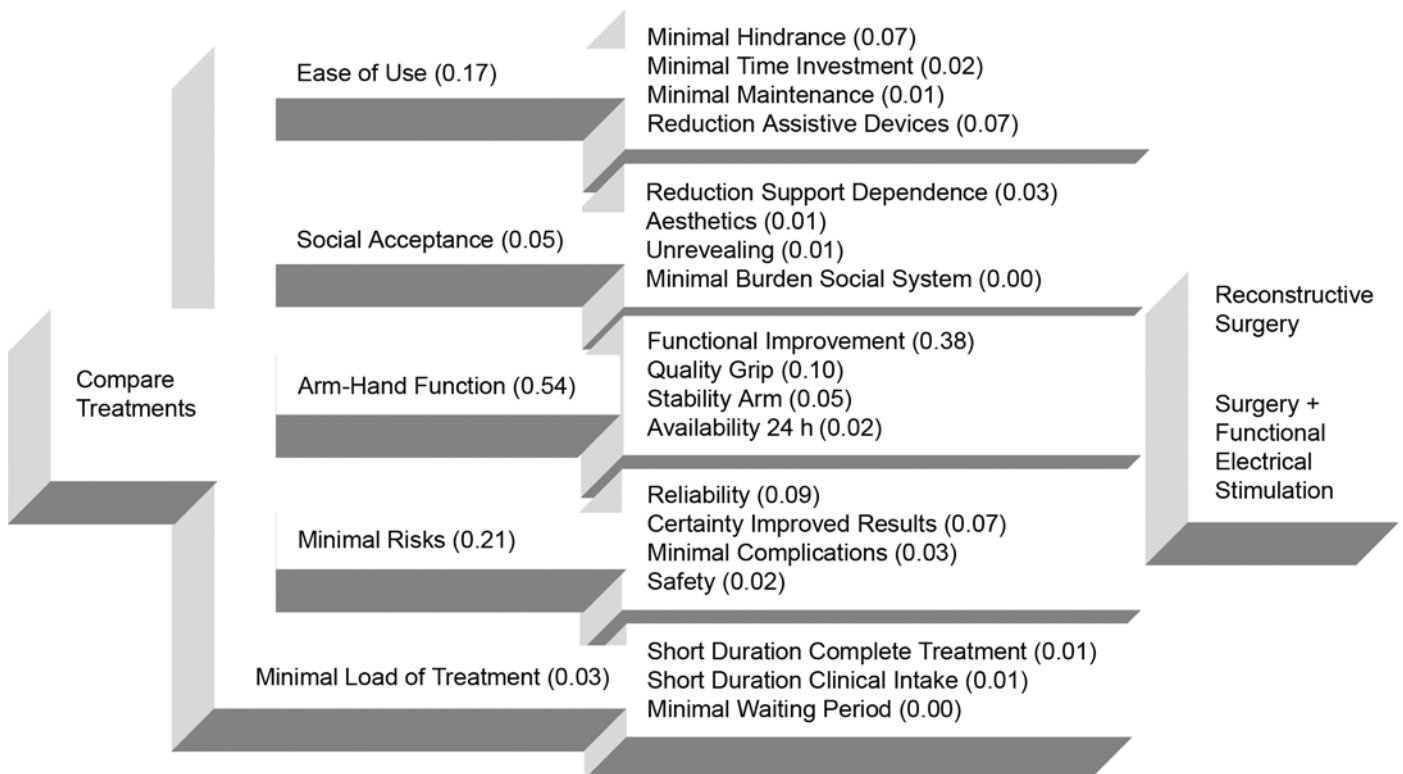 Compare
Treatments
Ease of Use (0.17)
Minimal Hindrance (0.07)
Minimal Time Investment (0.02)
Minimal Maintenance (0.01)
Reduction Assistive Devices (0.07)
Social Acceptance (0.05)
Reduction Support Dependence (0.03)
Aesthetics (0.01)
Unrevealing (0.01)
Minimal Burden Social System (0.00)
Arm-Hand Function (0.54)
Functional Improvement (0.38)
Quality Grip (0.10)
Stability Arm (0.05)
Availability 24 h (0.02)
Minimal Risks (0.21)
Reliability (0.09)
Certainty Improved Results (0.07)
Minimal Complications (0.03)
Safety (0.02)
Minimal Load of Treatment (0.03)
Short Duration Complete Treatment (0.01)
Short Duration Clinical Intake (0.01)
Minimal Waiting Period (0.00)
Reconstructive
Surgery
Surgery +
Functional
Electrical
Stimulation